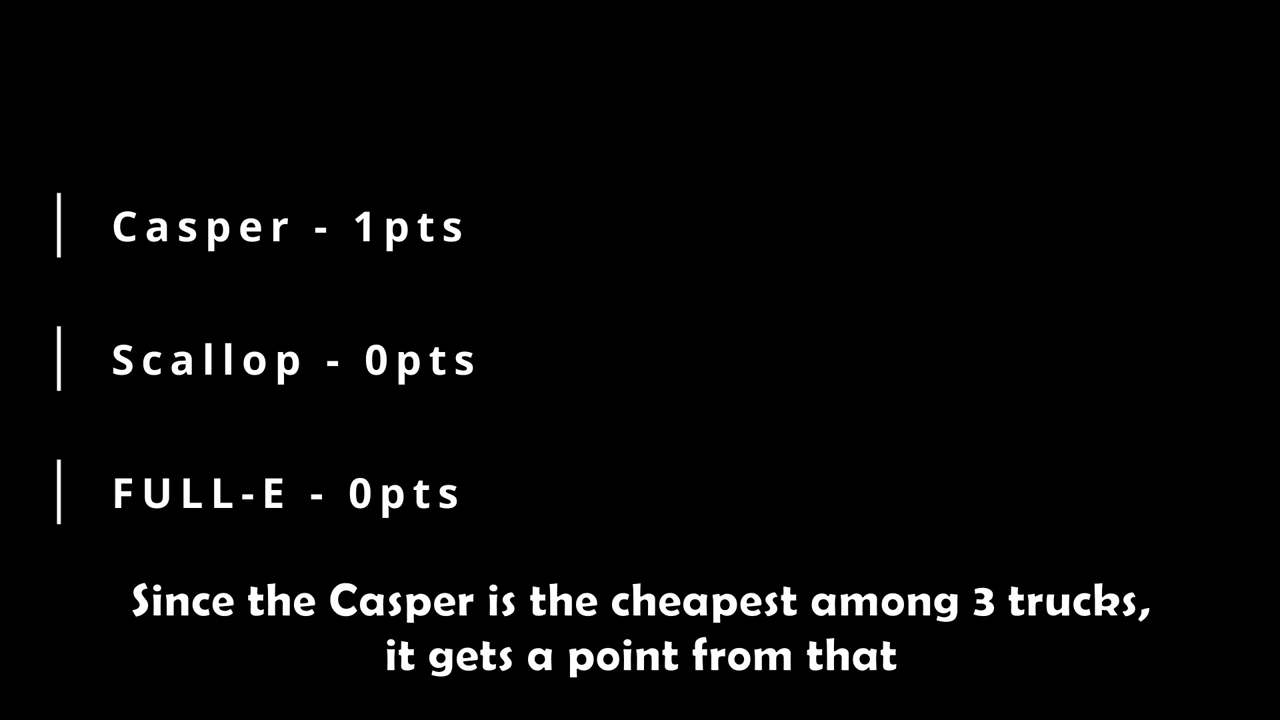 Casper - 1pts
Scallop - 0pts
FULL-E - 0pts
Since the Casper is the cheapest among 3 trucks,
it gets a point from that